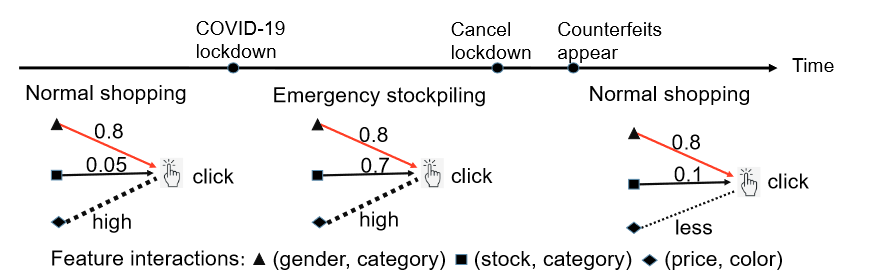 COVID-19
lockdown
Cancel
lockdown
Counterfeits
appear
Time
Normal shopping
Emergency stockpiling
Normal shopping
0.8
0.05
high
click
0.8
0.7
high
click
0.8
0.1
less
click
Feature interactions: ▲ (gender, category) ■ (stock, category) ◆ (price, color)